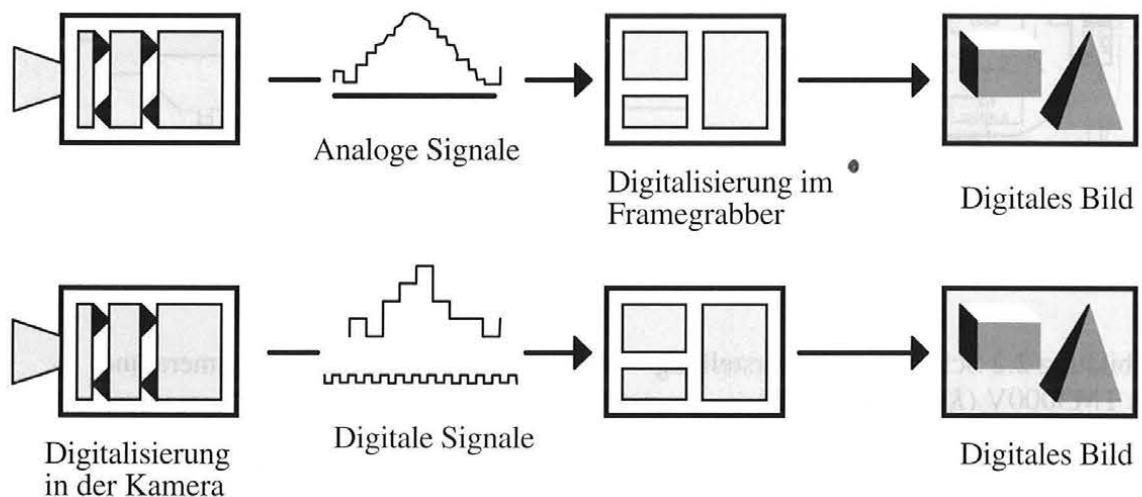 Analoge Signale
Digitalisierung im
Framegrabber
Digitales Bild
Digitale Signale
Digitalisierung
in der Kamera
Digitales Bild